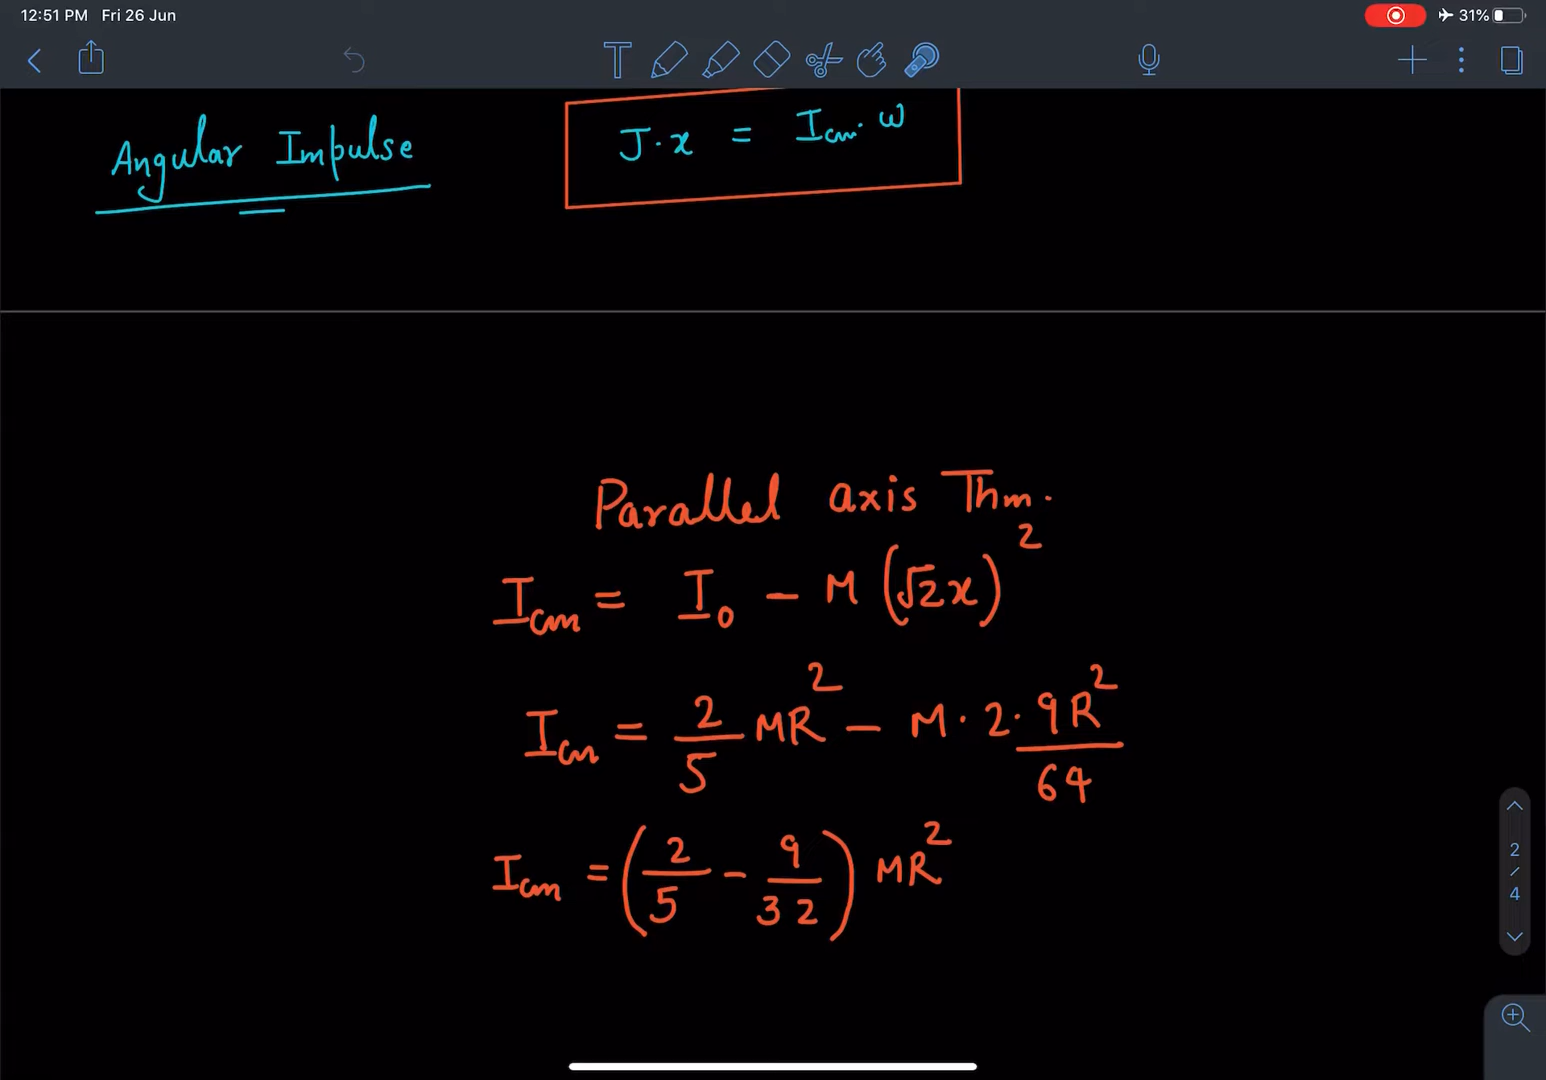 12:51 PM Fri 26 Jun
31%
T
Angular Impulse
J·x = Icm·ω
Parallel axis Thm.
Icm = I₀ − M(√2x)²
Icm = 2/5 MR² − M·2·9R²/64
Icm = (2/5 − 9/32) MR²
2/4